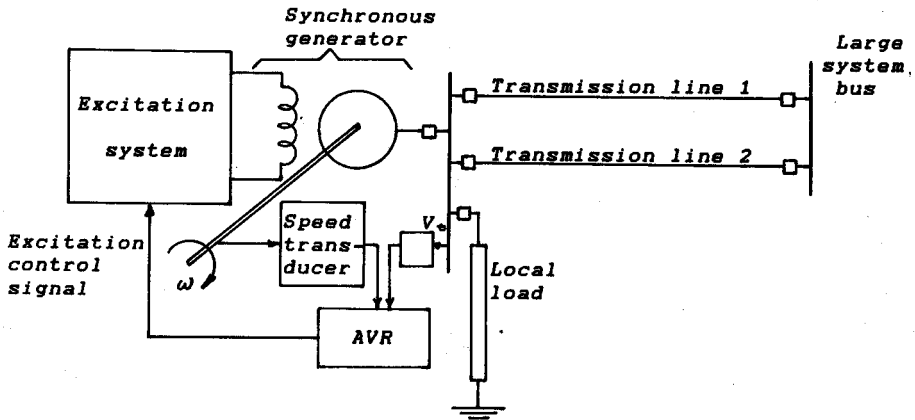 Synchronous
generator
Large
system
bus
Excitation
system
Transmission line 1
Transmission line 2
Speed
trans
ducer
V_t
Excitation
control
signal
ω
Local
load
AVR